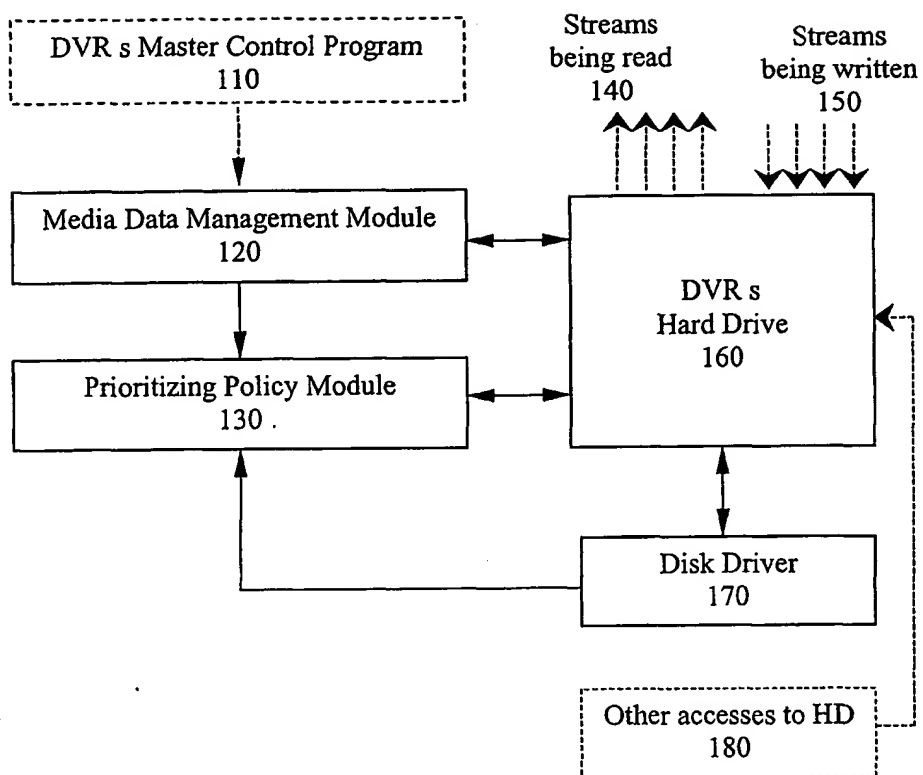 DVR s Master Control Program
110
Streams
being read
140
Streams
being written
150
Media Data Management Module
120
DVR s
Hard Drive
160
Prioritizing Policy Module
130 .
Disk Driver
170
Other accesses to HD
180